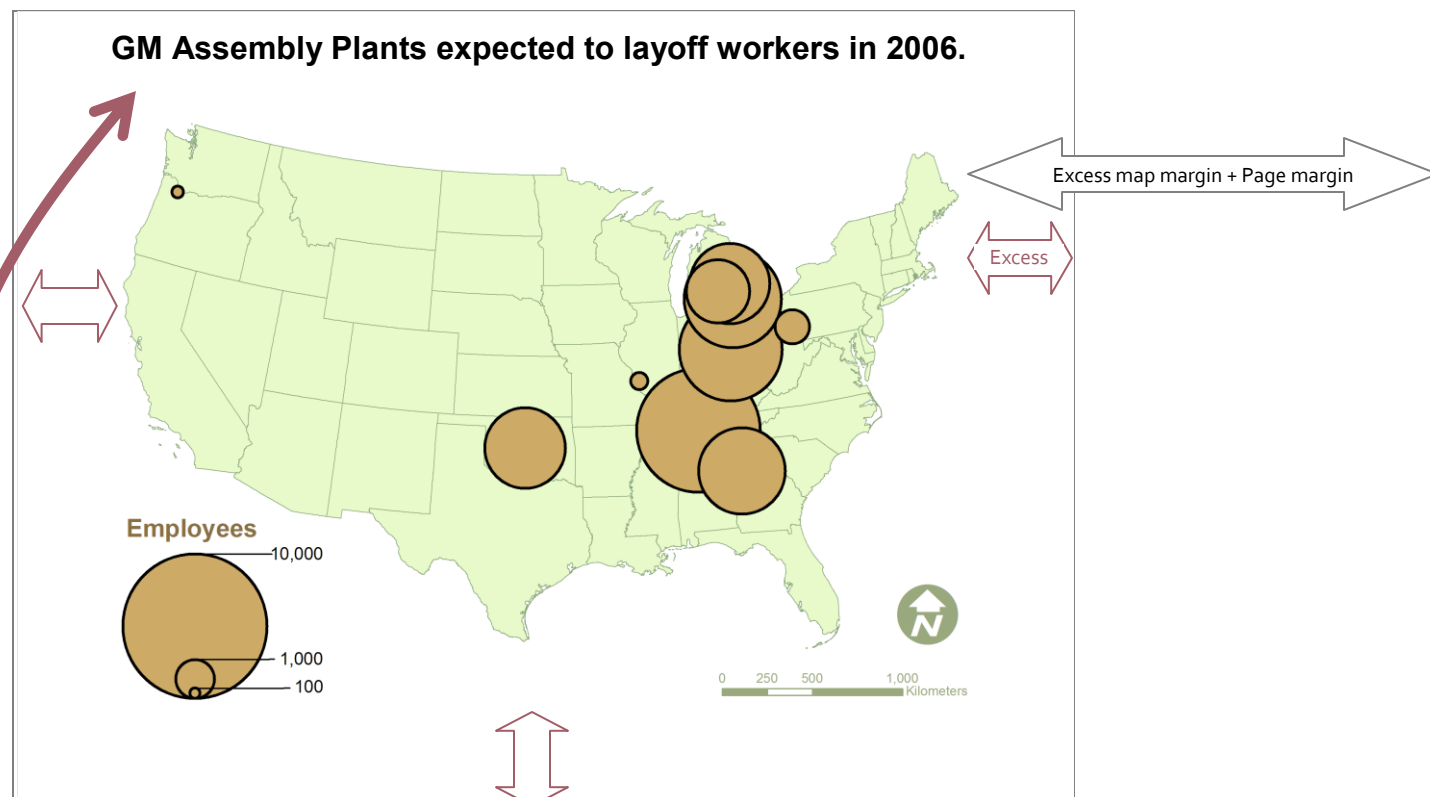 GM Assembly Plants expected to layoff workers in 2006.
Excess map margin + Page margin
Excess
Employees
10,000
1,000
100
N
0 250 500 1,000
Kilometers